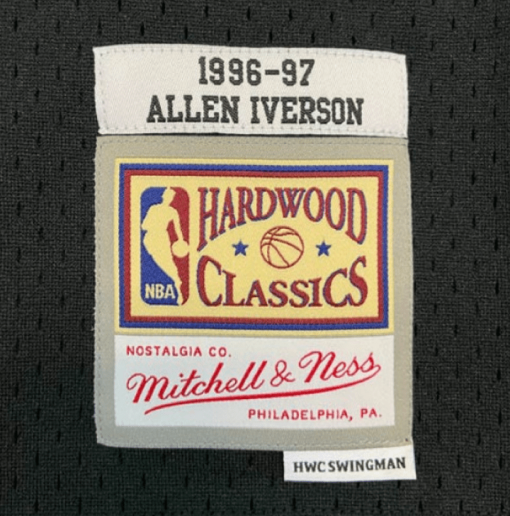 1996-97
ALLEN IVERSON
HARDWOOD
CLASSICS
NBA
NOSTALGIA CO.
Mitchell & Ness
PHILADELPHIA, PA.
HWC SWINGMAN